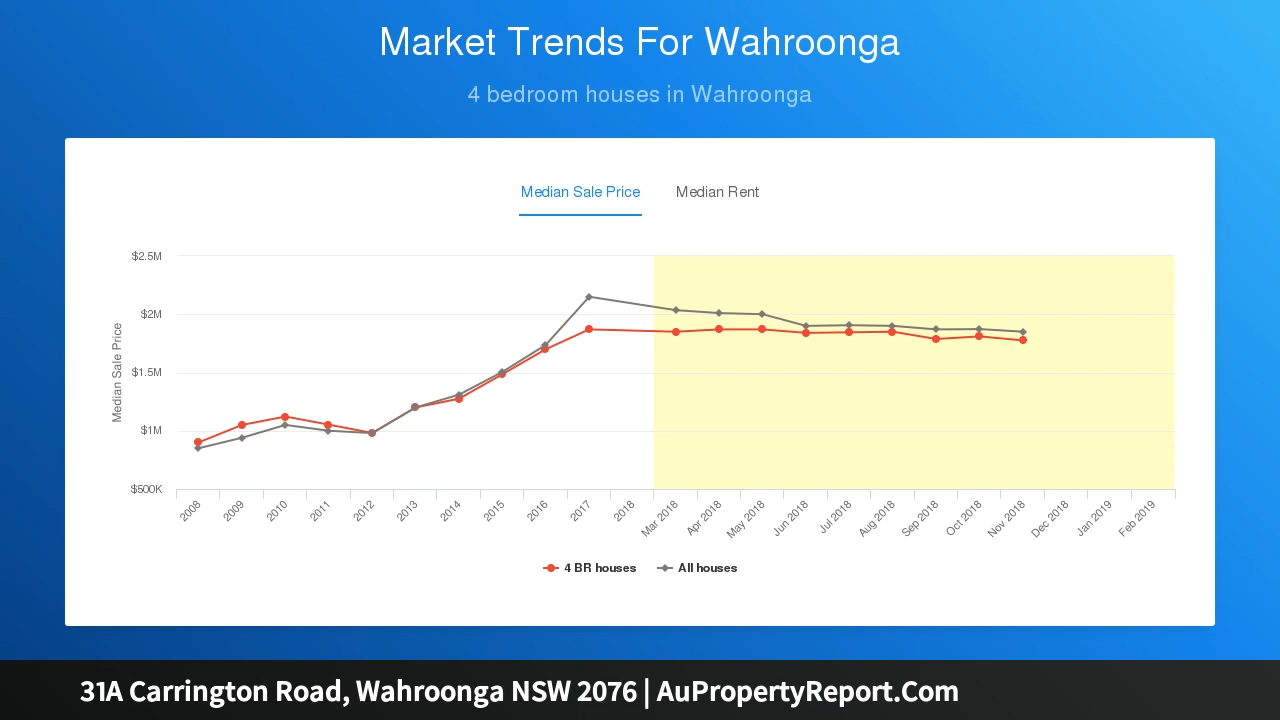 Market Trends For Wahroonga
4 bedroom houses in Wahroonga
Median Sale Price Median Rent
Median Sale Price
$2.5M
$2M
$1.5M
$1M
$500K
2008 2009 2010 2011 2012 2013 2014 2015 2016 2017 2018 Mar 2018 Apr 2018 May 2018 Jun 2018 Jul 2018 Aug 2018 Sep 2018 Oct 2018 Nov 2018 Dec 2018 Jan 2019 Feb 2019
4 BR houses All houses
31A Carrington Road, Wahroonga NSW 2076 | AuPropertyReport.Com